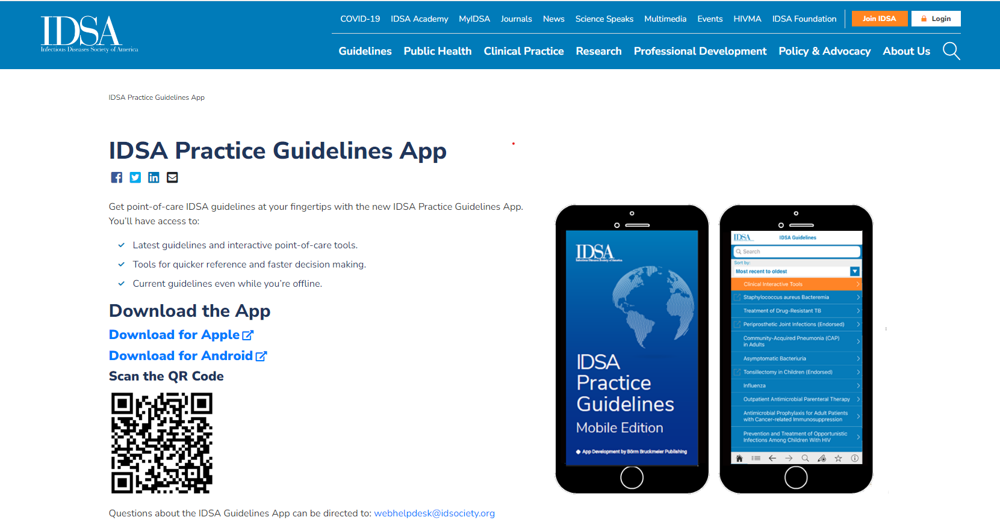 IDSA
Infectious Diseases Society of America
COVID-19 IDSA Academy MyIDSA Journals News Science Speaks Multimedia Events HIVMA IDSA Foundation Join IDSA Login
Guidelines Public Health Clinical Practice Research Professional Development Policy & Advocacy About Us
IDSA Practice Guidelines App
IDSA Practice Guidelines App
Get point-of-care IDSA guidelines at your fingertips with the new IDSA Practice Guidelines App.
You’ll have access to:
Latest guidelines and interactive point-of-care tools.
Tools for quicker reference and faster decision making.
Current guidelines even while you’re offline.
Download the App
Download for Apple
Download for Android
Scan the QR Code
Questions about the IDSA Guidelines App can be directed to: webhelpdesk@idsociety.org
IDSA
Infectious Diseases Society of America
IDSA
Practice
Guidelines
Mobile Edition
App Development by Börm Bruckmeier Publishing
IDSA IDSA Guidelines
Search
Sort by:
Most recent to oldest
Clinical Interactive Tools
Staphylococcus aureus Bacteremia
Treatment of Drug-Resistant TB
Periprosthetic Joint Infections (Endorsed)
Community-Acquired Pneumonia (CAP)
in Adults
Asymptomatic Bacteriuria
Tonsillectomy in Children (Endorsed)
Influenza
Outpatient Antimicrobial Parenteral Therapy
Antimicrobial Prophylaxis for Adult Patients
with Cancer-related Immunosuppression
Prevention and Treatment of Opportunistic
Infections Among Children With HIV